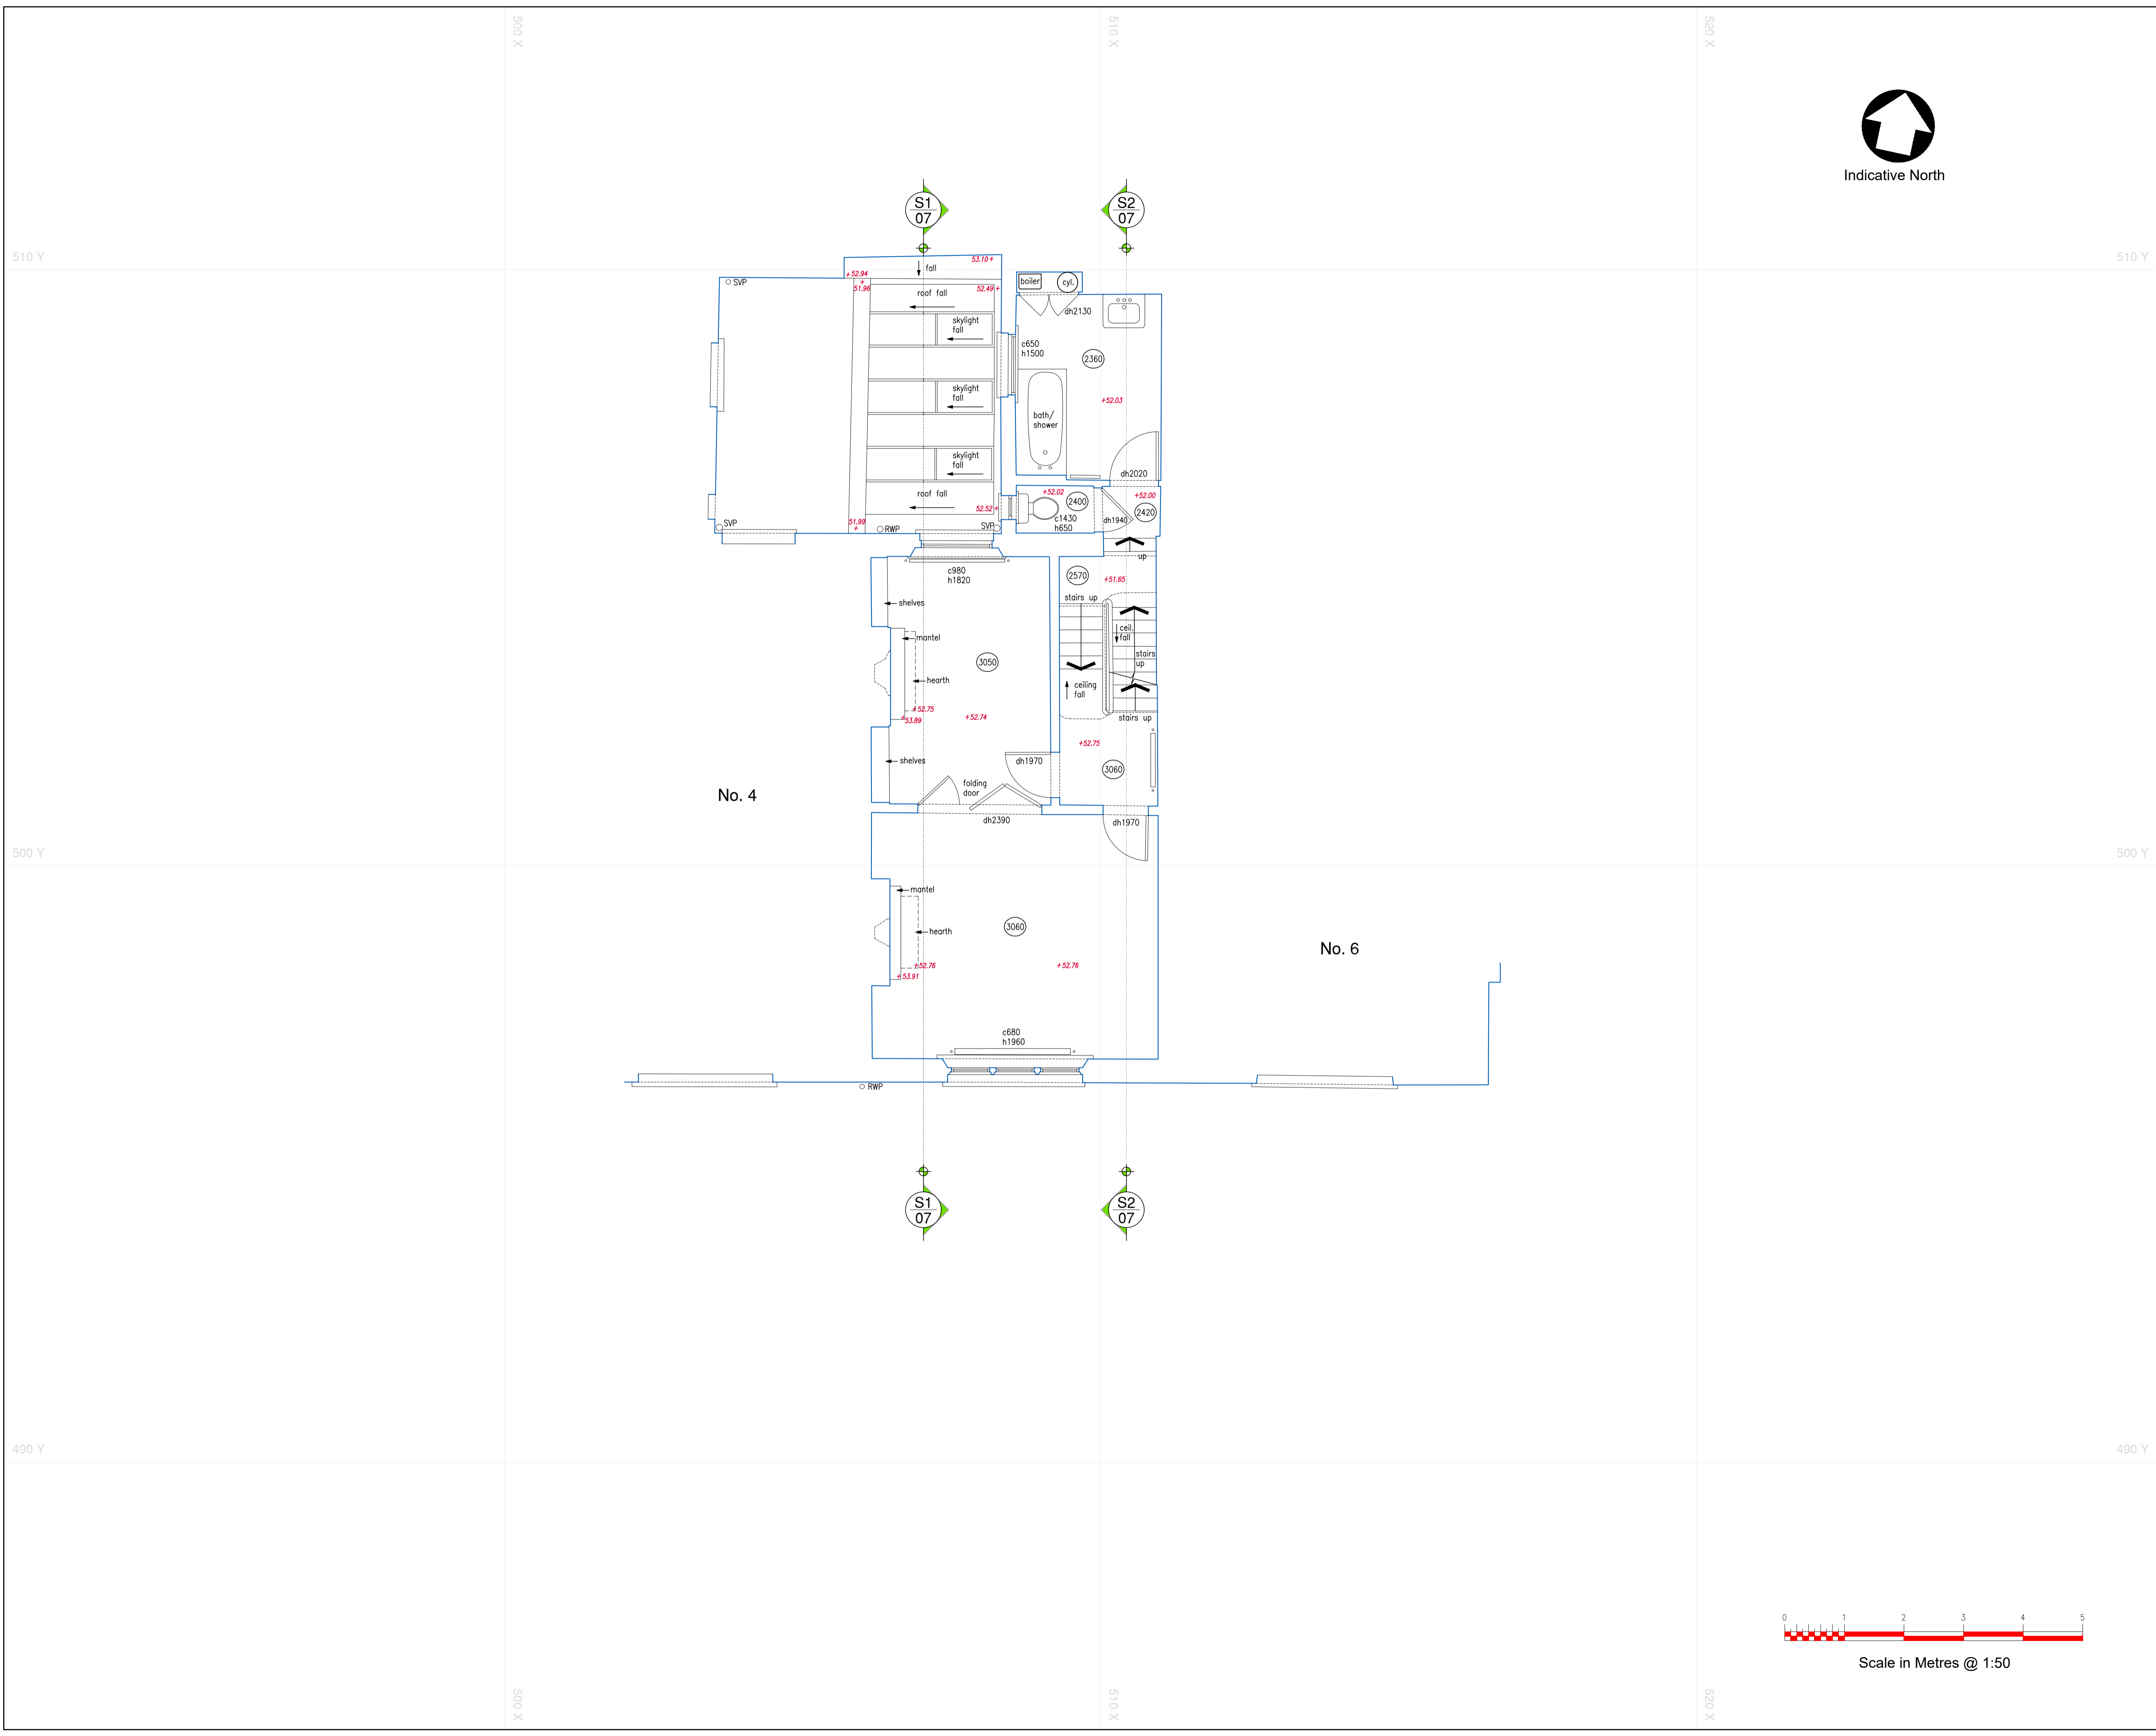 500 X
510 X
520 X
Indicative North
S1
07
S2
07
510 Y
510 Y
53.10
fall
52.94
51.96
SVP
roof fall
52.49
boiler
cyl.
dh2130
skylight
fall
c650
h1500
2360
skylight
fall
52.03
bath/
shower
skylight
fall
dh2020
roof fall
52.02
2400
52.00
52.52
2420
c1430
h650
dh1940
51.99
SVP
RWP
SVP
up
c980
h1820
2570
51.65
stairs up
shelves
ceil.
fall
mantel
stairs
up
3050
hearth
ceiling
fall
52.75
53.89
52.74
stairs up
52.75
shelves
dh1970
3060
folding
door
No. 4
dh2390
dh1970
500 Y
500 Y
mantel
3060
hearth
No. 6
52.76
52.76
53.91
c680
h1960
RWP
S1
07
S2
07
490 Y
490 Y
0 1 2 3 4 5
Scale in Metres @ 1:50
500 X
510 X
520 X